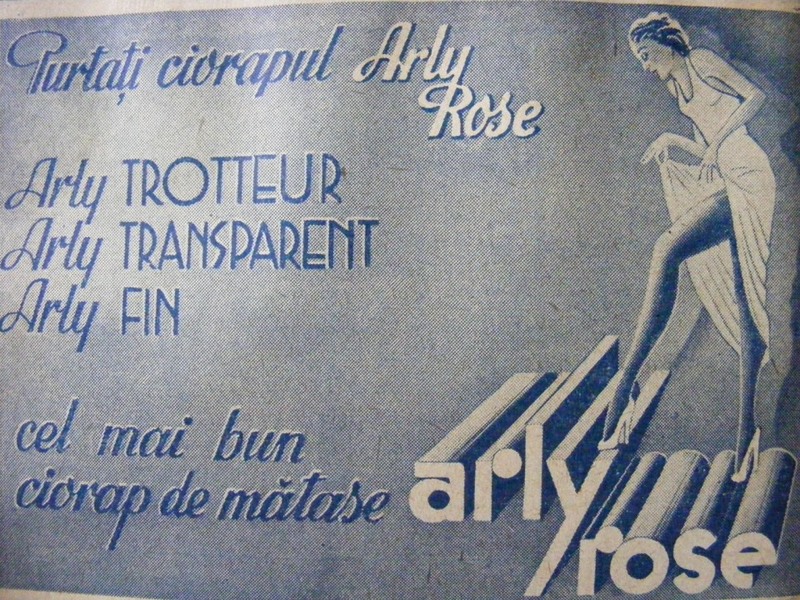 Purtați ciorapul Arly
Rose
Arly TROTTEUR
Arly TRANSPARENT
Arly FIN
cel mai bun
ciorap de mătase
arly
rose